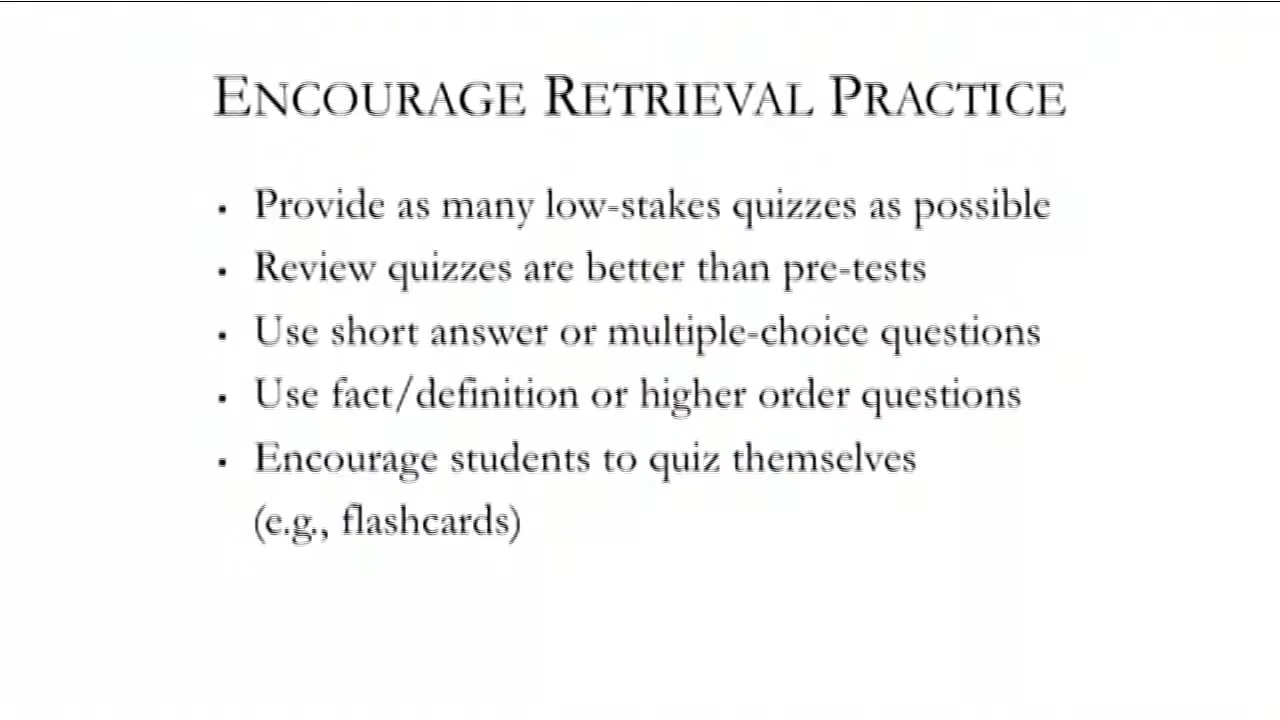 ENCOURAGE RETRIEVAL PRACTICE
▪ Provide as many low-stakes quizzes as possible
▪ Review quizzes are better than pre-tests
▪ Use short answer or multiple-choice questions
▪ Use fact/definition or higher order questions
▪ Encourage students to quiz themselves
(e.g., flashcards)